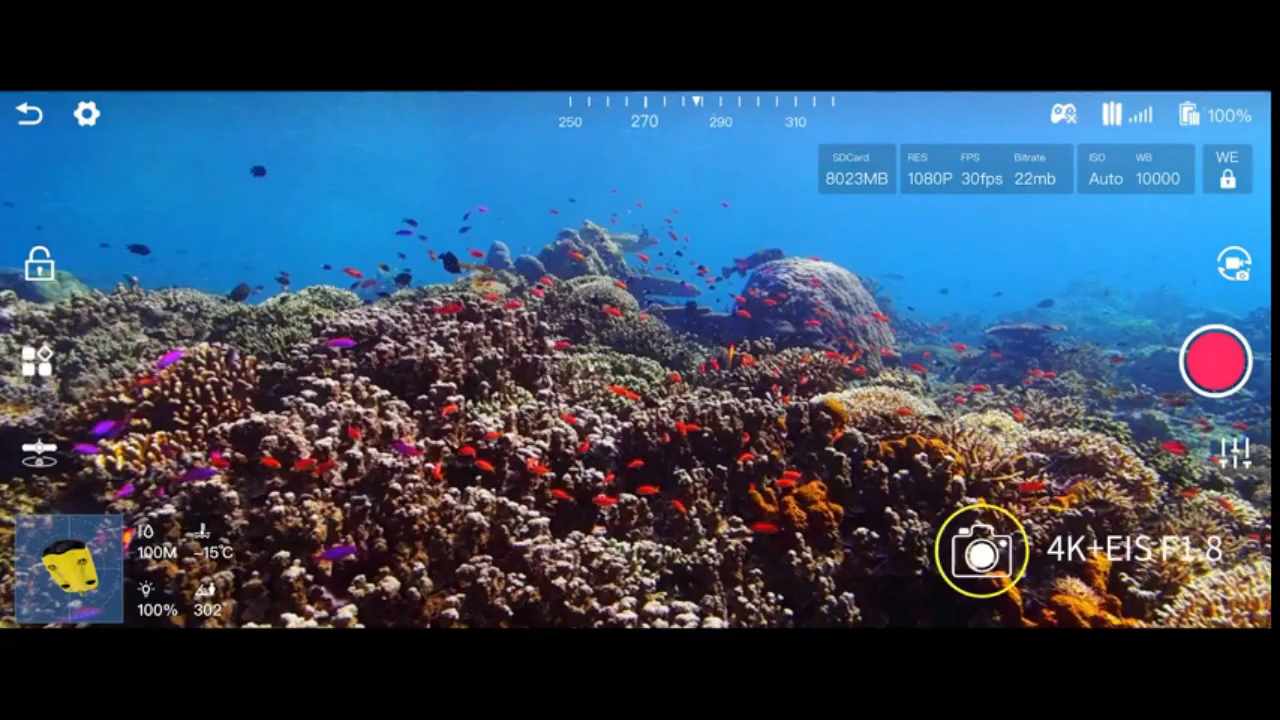 250 270 290 310
100%
SDCard RES FPS Bitrate ISO WB WE
8023MB 1080P 30fps 22mb Auto 10000
100M -15℃
100% 302°
4K+EIS F1.8